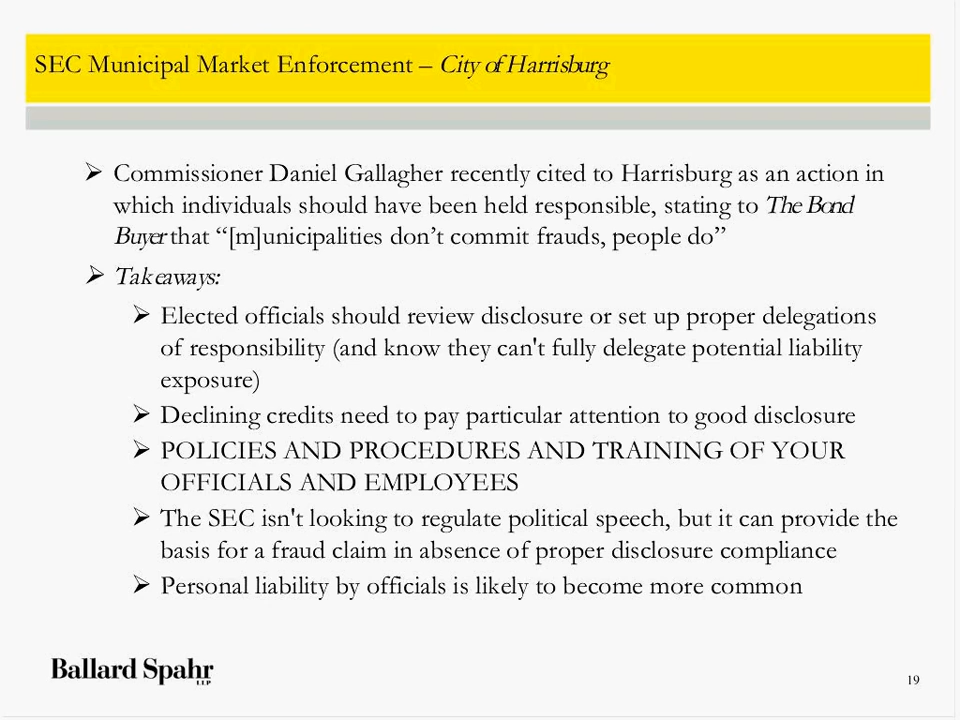 SEC Municipal Market Enforcement – City of Harrisburg
➢ Commissioner Daniel Gallagher recently cited to Harrisburg as an action in
which individuals should have been held responsible, stating to The Bond
Buyer that “[m]unicipalities don’t commit frauds, people do”
➢ Takeaways:
➢ Elected officials should review disclosure or set up proper delegations
of responsibility (and know they can't fully delegate potential liability
exposure)
➢ Declining credits need to pay particular attention to good disclosure
➢ POLICIES AND PROCEDURES AND TRAINING OF YOUR
OFFICIALS AND EMPLOYEES
➢ The SEC isn't looking to regulate political speech, but it can provide the
basis for a fraud claim in absence of proper disclosure compliance
➢ Personal liability by officials is likely to become more common
Ballard Spahr
LLP
19